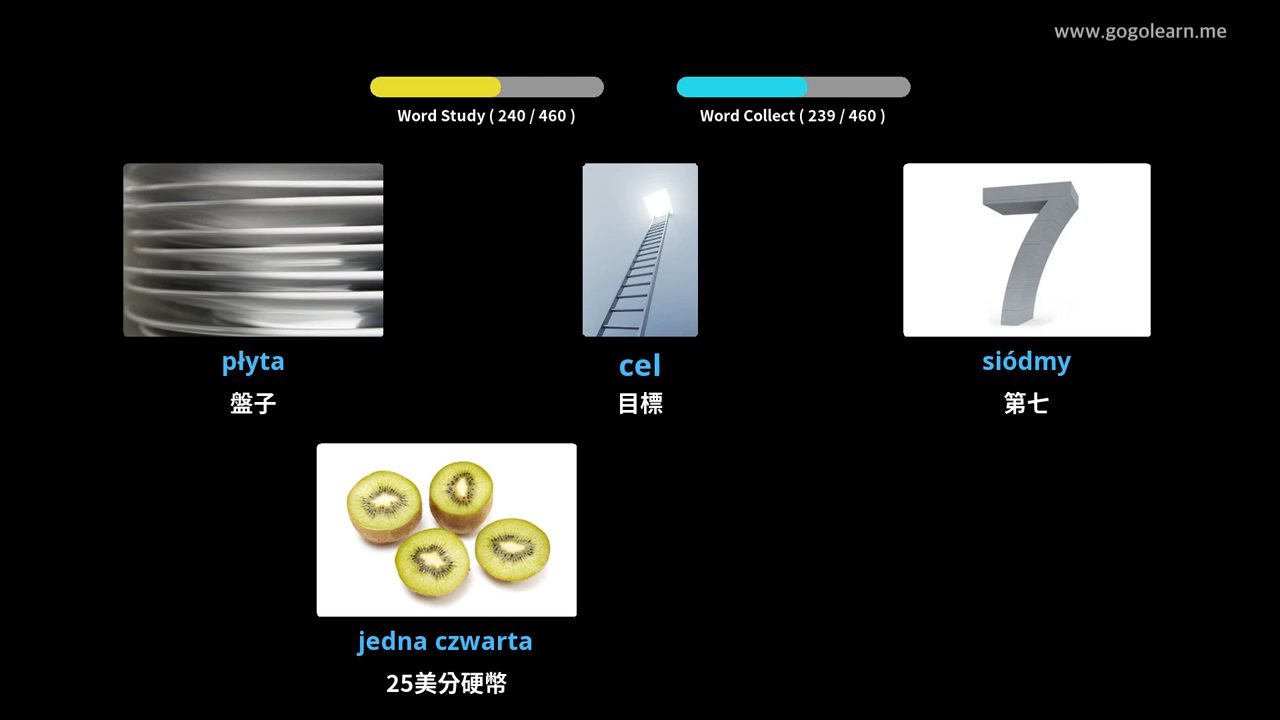 www.gogolearn.me
Word Study ( 240 / 460 )
Word Collect ( 239 / 460 )
płyta
盤子
cel
目標
siódmy
第七
jedna czwarta
25美分硬幣